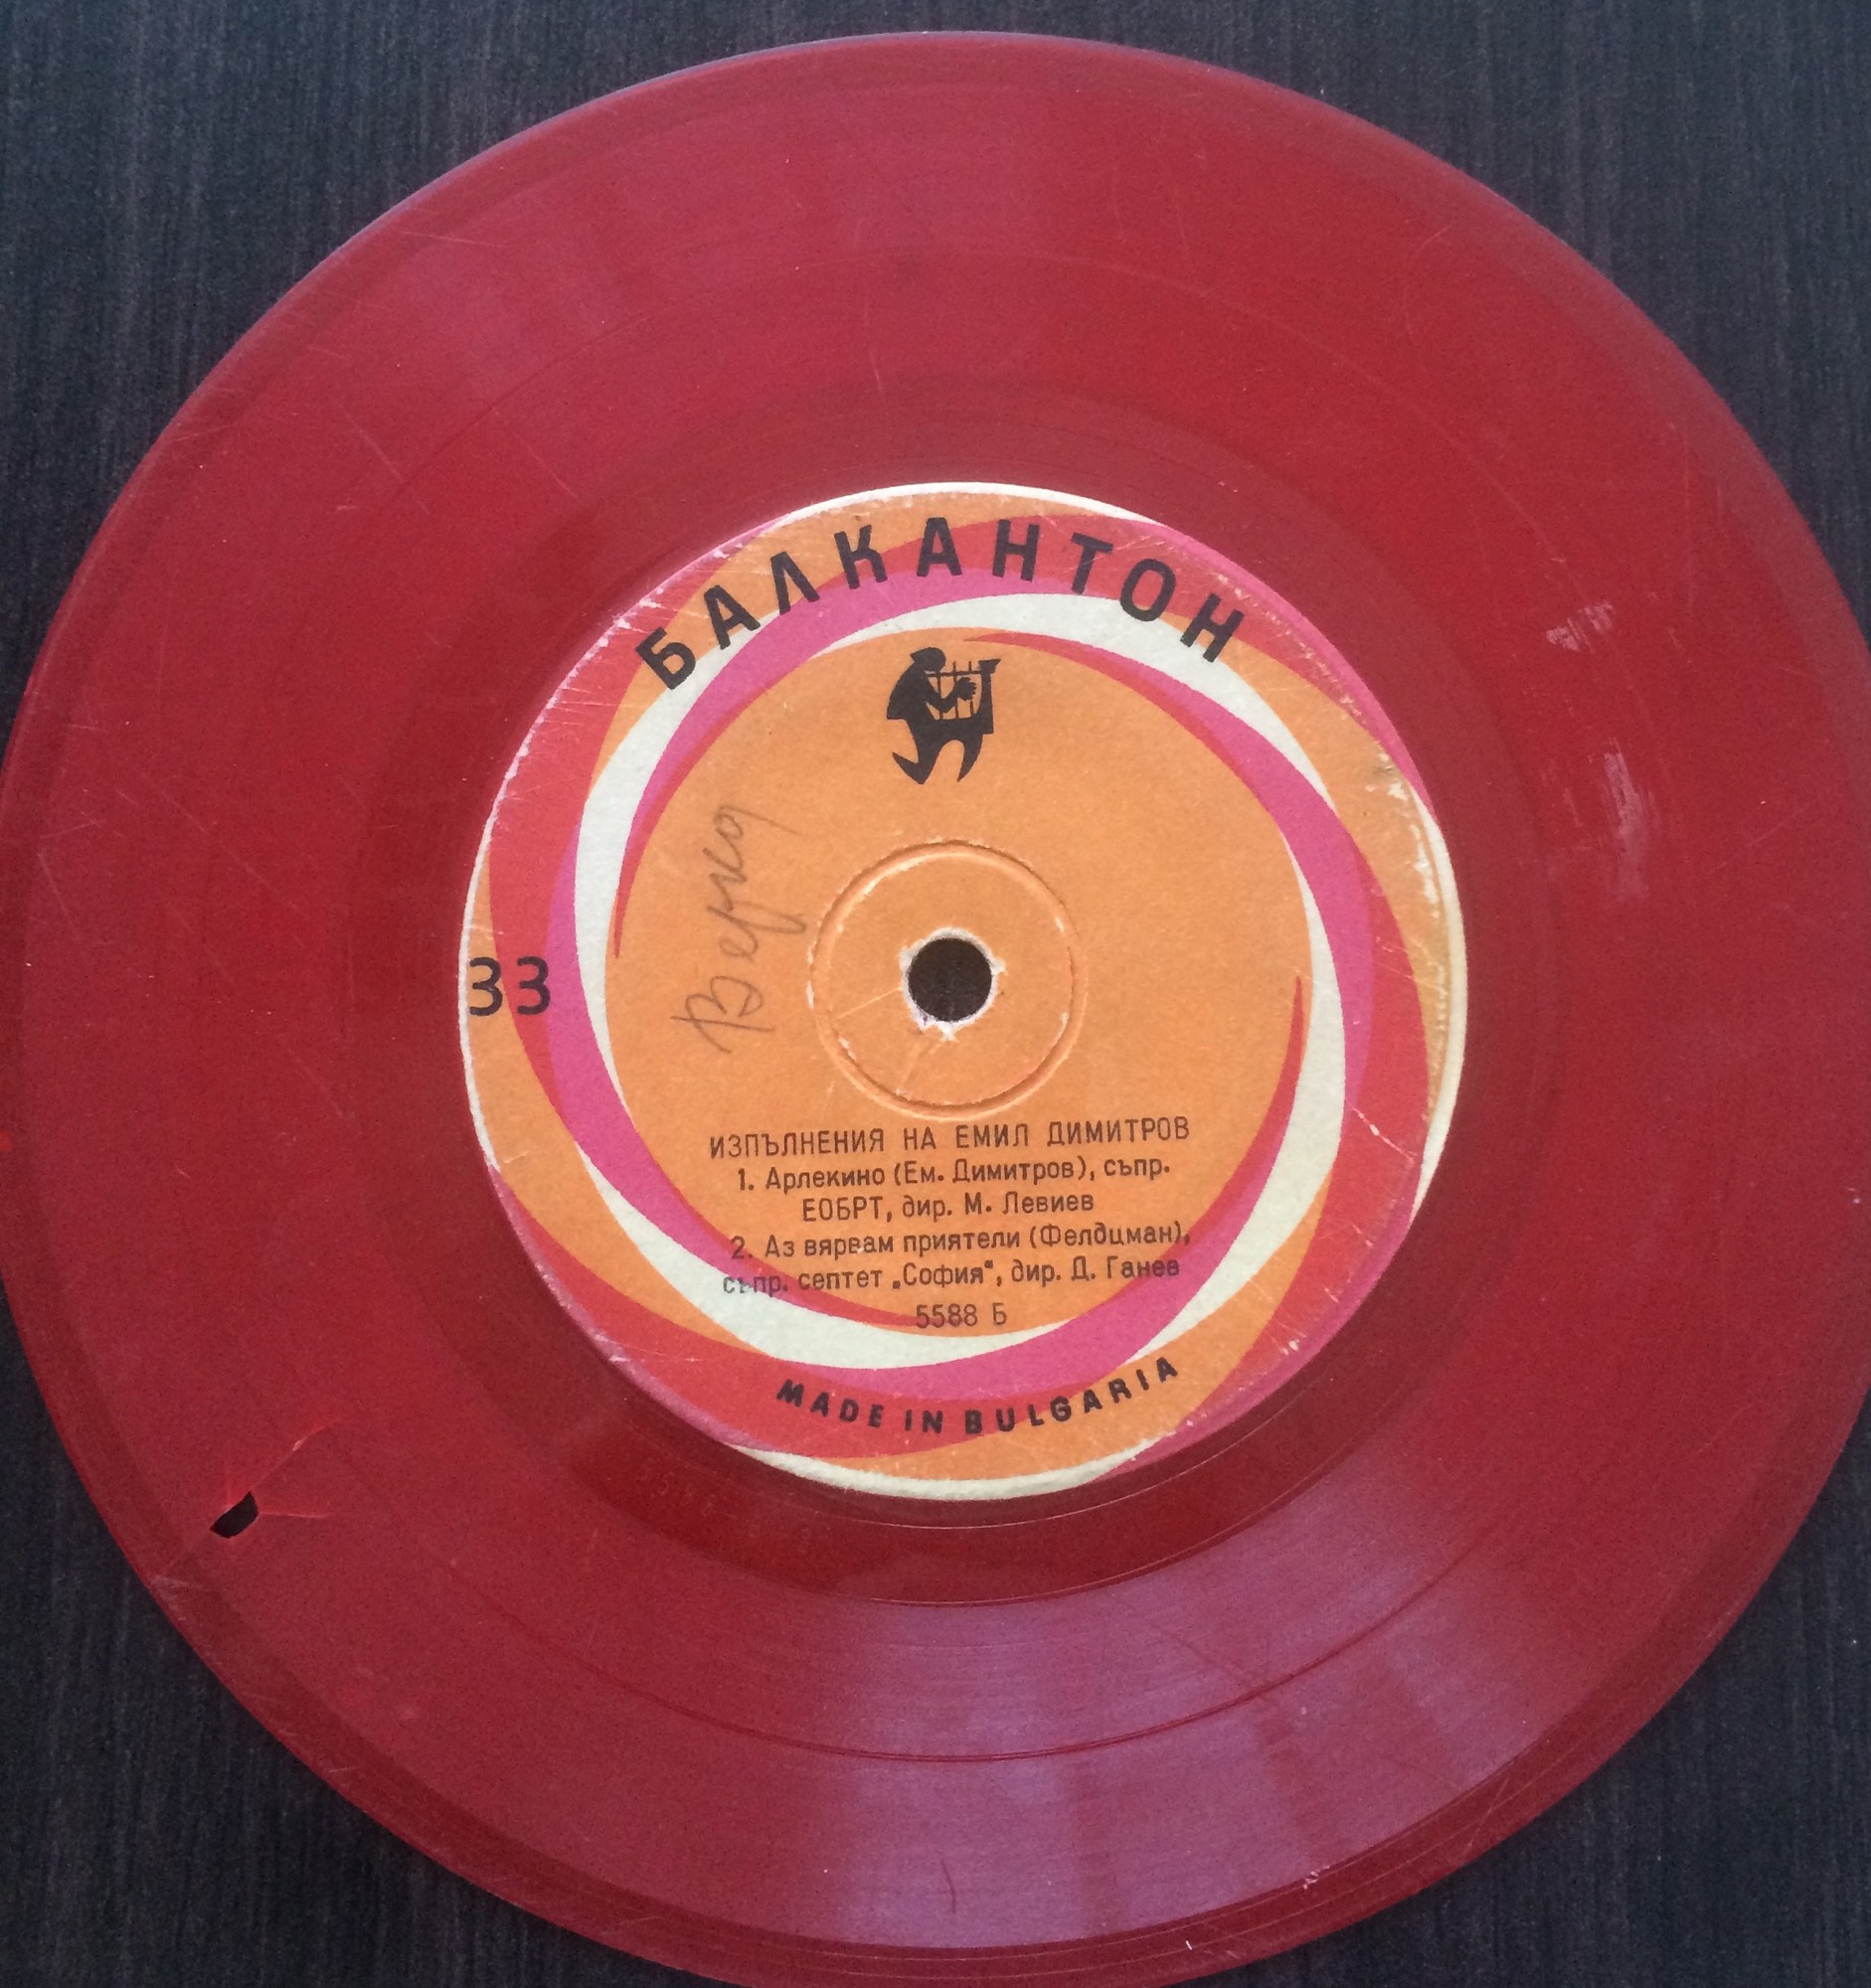 БАЛКАНТОН
Верка
33
ИЗПЪЛНЕНИЯ НА ЕМИЛ ДИМИТРОВ
1. Арлекино (Ем. Димитров), съпр.
ЕОБРТ, дир. М. Левиев
2. Аз вярвам приятели (Фелдцман),
съпр. септет „София", дир. Д. Ганев
5588 Б
MADE IN BULGARIA